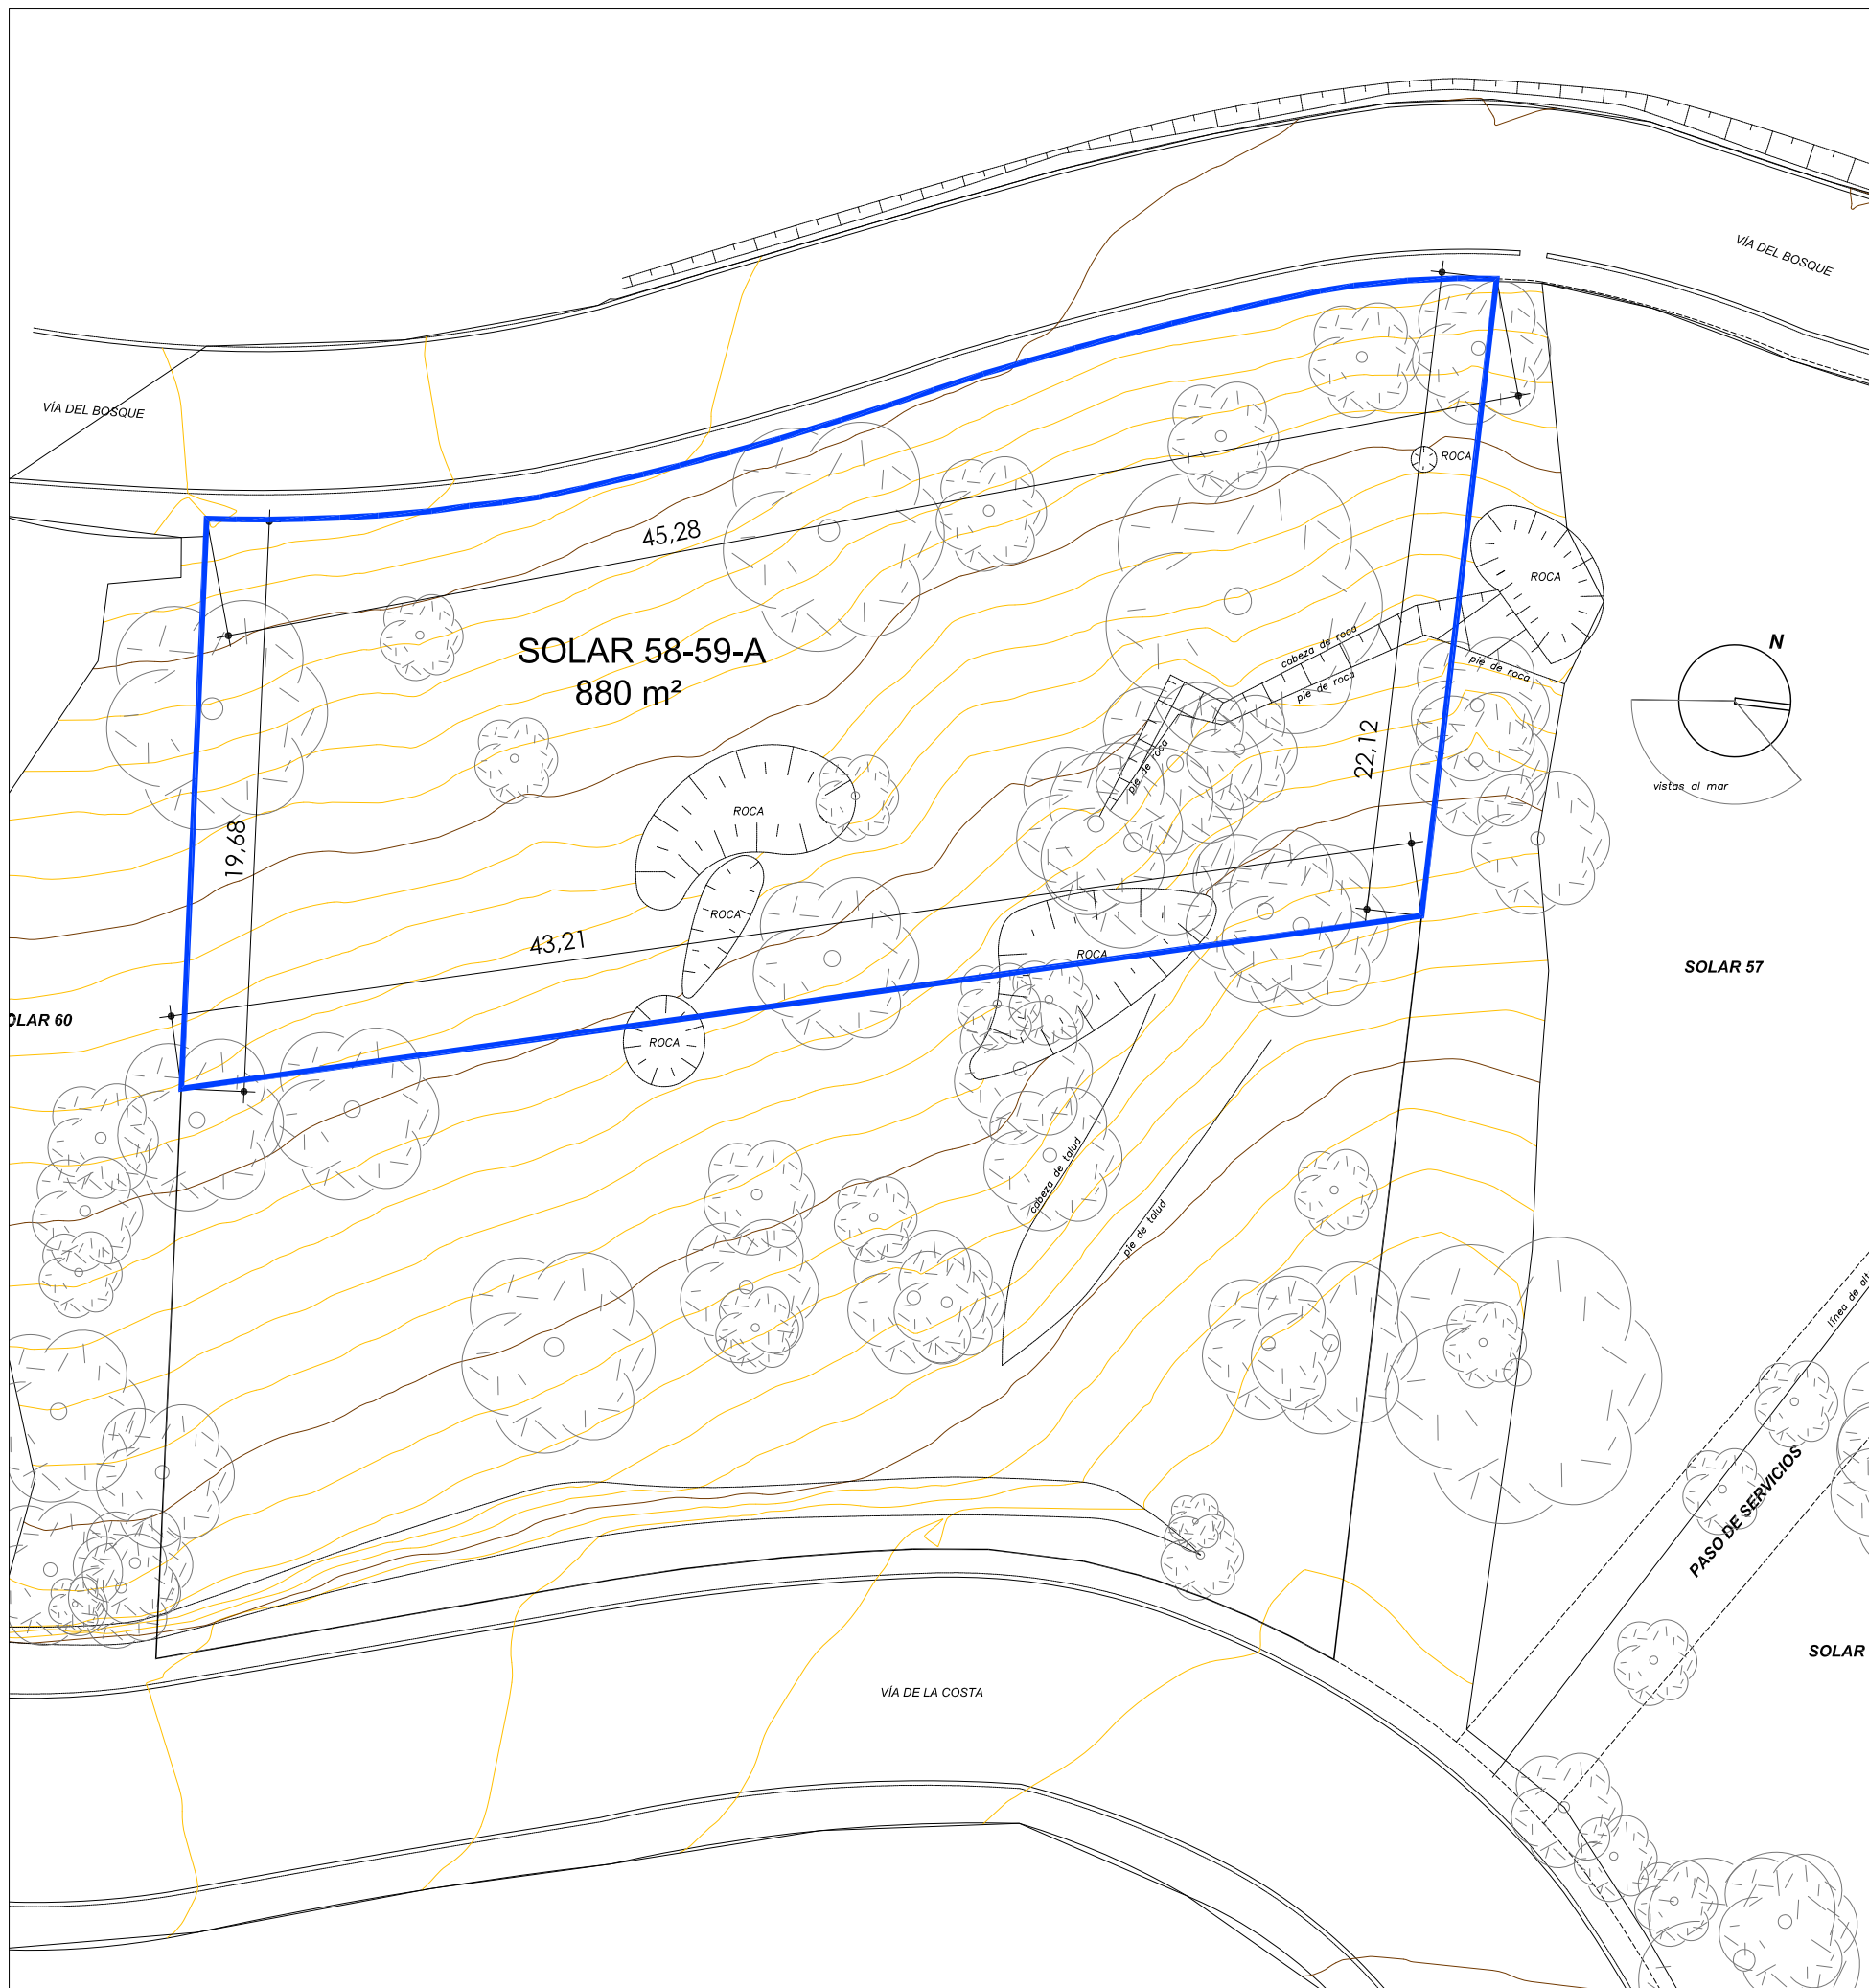 VÍA DEL BOSQUE
VÍA DEL BOSQUE
ROCA
45,28
ROCA
N
SOLAR 58-59-A
880 m²
cabeza de roca
pie de roca
pie de roca
22,12
pie de roca
vistas al mar
ROCA
19,68
ROCA
43,21
ROCA
SOLAR 57
OLAR 60
ROCA
cabeza de talud
pie de talud
línea de alt
PASO DE SERVICIOS
SOLAR
VÍA DE LA COSTA